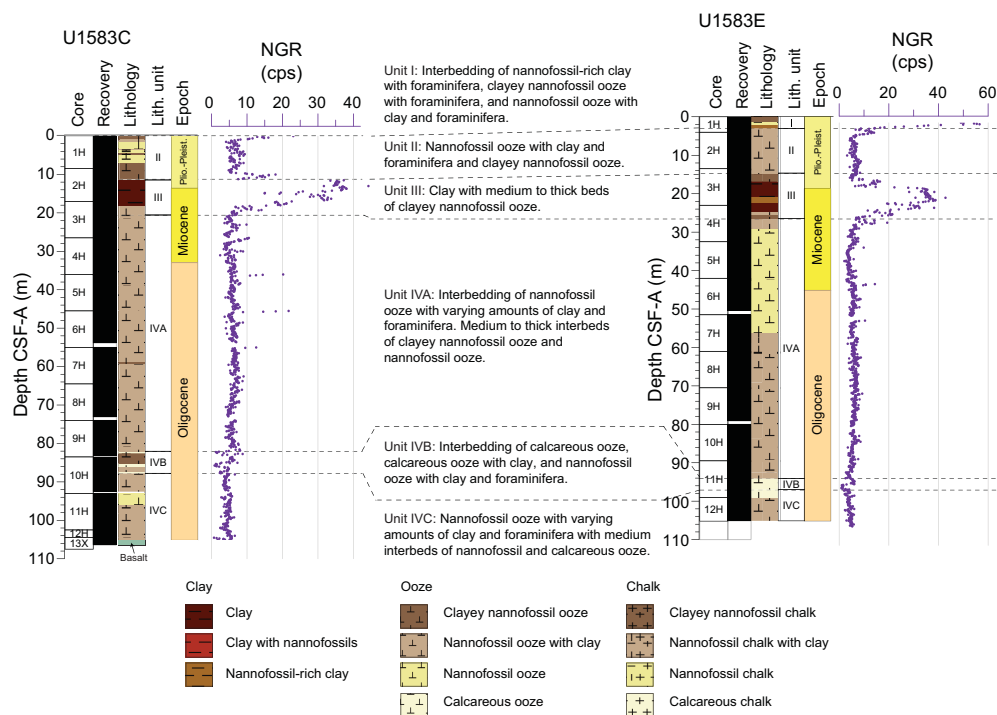 U1583C
Core
Recovery
Lithology
Lith. unit
Epoch
NGR
(cps)
0 10 20 30 40
Depth CSF-A (m)
0
10
20
30
40
50
60
70
80
90
100
110
1H
2H
3H
4H
5H
6H
7H
8H
9H
10H
11H
12H
13X
Basalt
II
III
IVA
IVB
IVC
Plio.-Pleist.
Miocene
Oligocene
Unit I: Interbedding of nannofossil-rich clay
with foraminifera, clayey nannofossil ooze
with foraminifera, and nannofossil ooze with
clay and foraminifera.
Unit II: Nannofossil ooze with clay and
foraminifera and clayey nannofossil ooze.
Unit III: Clay with medium to thick beds
of clayey nannofossil ooze.
Unit IVA: Interbedding of nannofossil
ooze with varying amounts of clay and
foraminifera. Medium to thick interbeds
of clayey nannofossil ooze and
nannofossil ooze.
Unit IVB: Interbedding of calcareous ooze,
calcareous ooze with clay, and nannofossil
ooze with clay and foraminifera.
Unit IVC: Nannofossil ooze with varying
amounts of clay and foraminifera with medium
interbeds of nannofossil and calcareous ooze.
U1583E
Core
Recovery
Lithology
Lith. unit
Epoch
NGR
(cps)
0 20 40 60
Depth CSF-A (m)
0
10
20
30
40
50
60
70
80
90
100
110
1H
2H
3H
4H
5H
6H
7H
8H
9H
10H
11H
12H
I
II
III
IVA
IVB
IVC
Plio.-Pleist.
Miocene
Oligocene
Clay
Clay
Clay with nannofossils
Nannofossil-rich clay
Ooze
Clayey nannofossil ooze
Nannofossil ooze with clay
Nannofossil ooze
Calcareous ooze
Chalk
Clayey nannofossil chalk
Nannofossil chalk with clay
Nannofossil chalk
Calcareous chalk